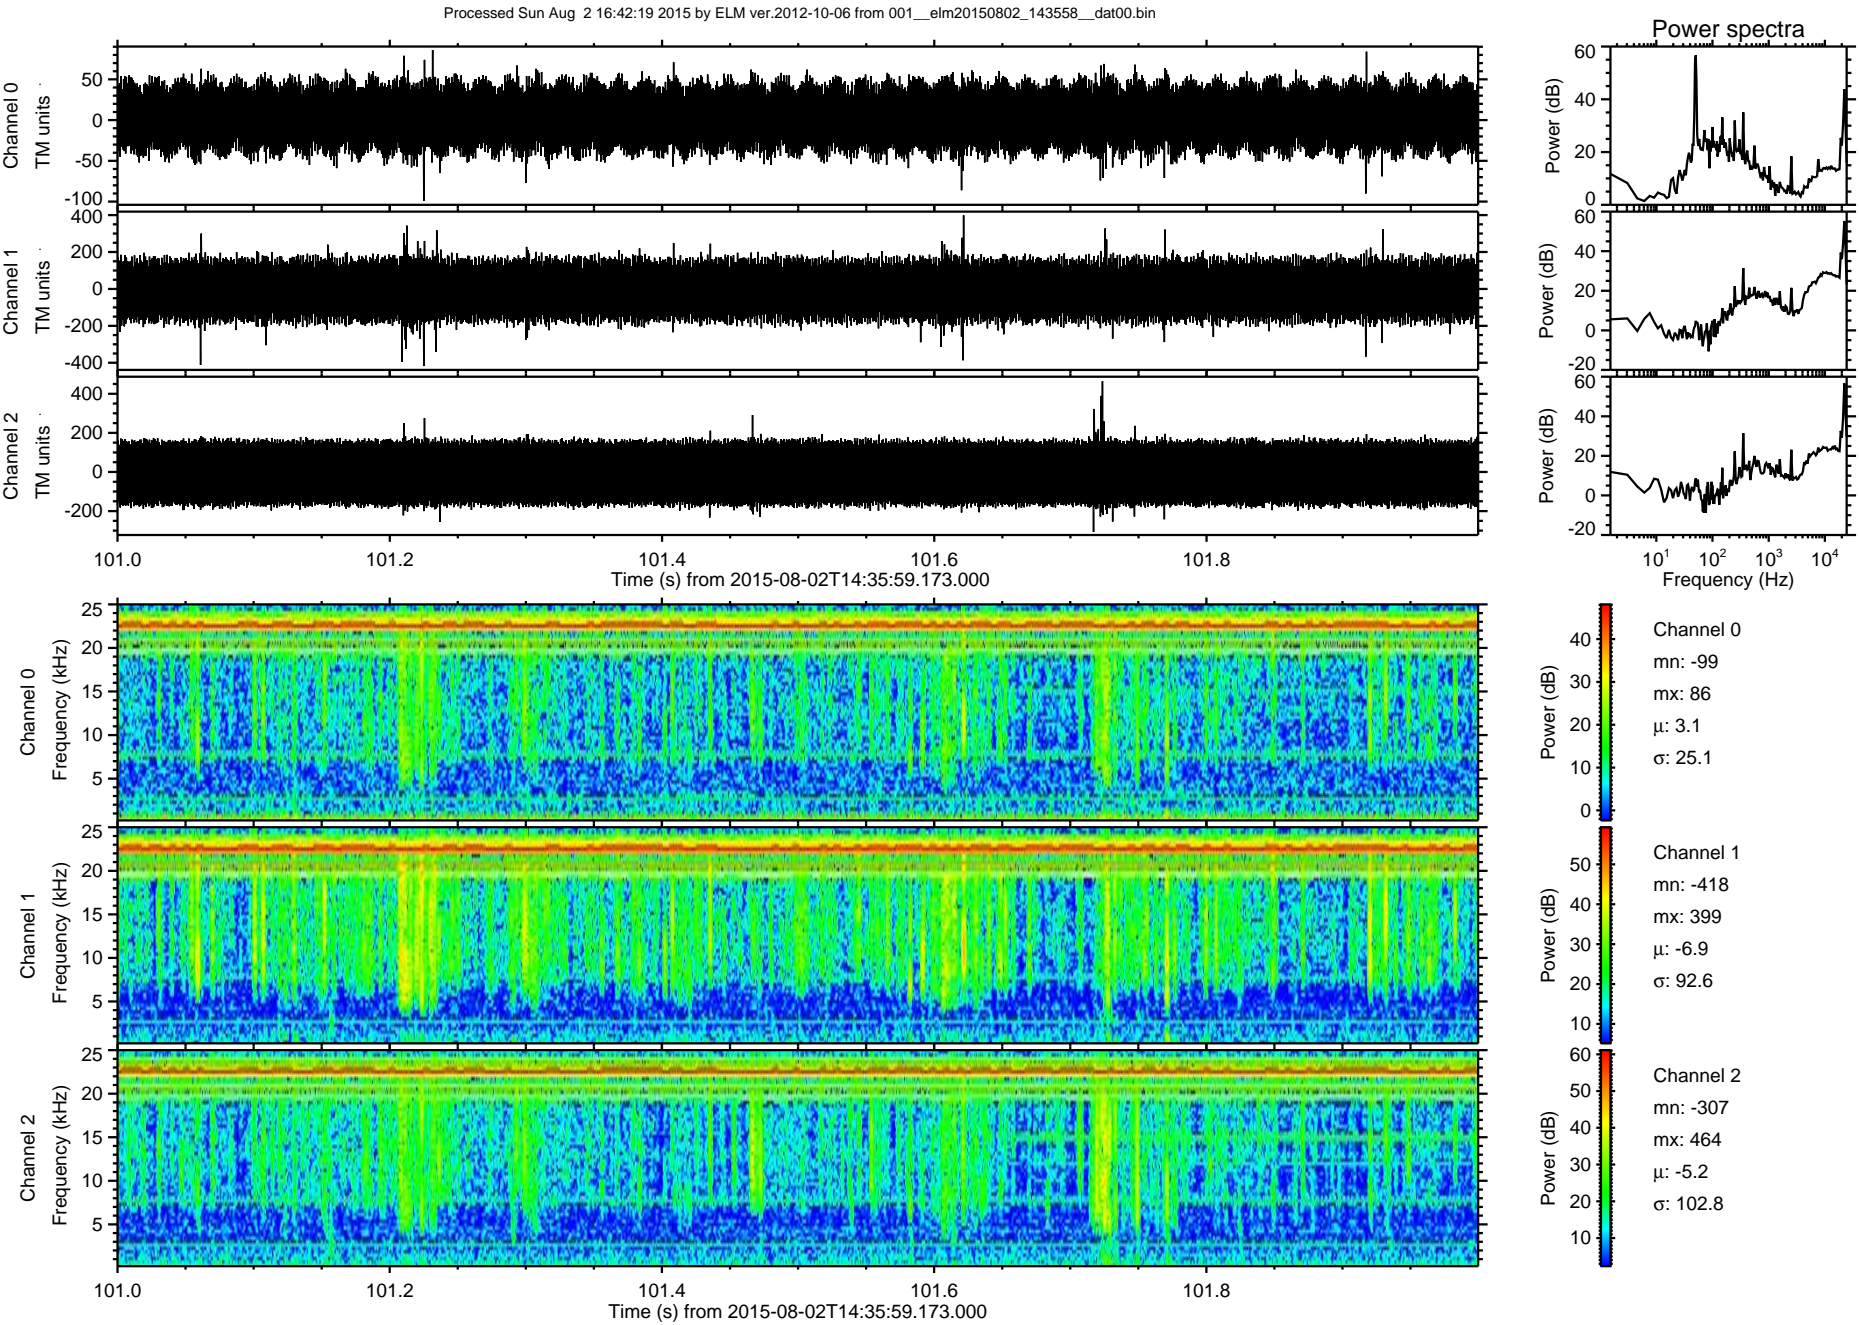 Processed Sun Aug  2 16:42:19 2015 by ELM ver.2012-10-06 from 001__elm20150802_143558__dat00.bin
Power spectra
Channel 0
TM units
50
0
-50
-100
Power (dB)
60
40
20
0
Channel 1
TM units
400
200
0
-200
-400
Power (dB)
60
40
20
0
-20
Channel 2
TM units
400
200
0
-200
Power (dB)
60
40
20
0
-20
101.0 101.2 101.4 101.6 101.8
Time (s) from 2015-08-02T14:35:59.173.000
10^1 10^2 10^3 10^4
Frequency (Hz)
Channel 0
Frequency (kHz)
25
20
15
10
5
Power (dB)
40
30
20
10
0
Channel 0
mn: -99
mx: 86
μ: 3.1
σ: 25.1
Channel 1
Frequency (kHz)
25
20
15
10
5
Power (dB)
50
40
30
20
10
Channel 1
mn: -418
mx: 399
μ: -6.9
σ: 92.6
Channel 2
Frequency (kHz)
25
20
15
10
5
Power (dB)
60
50
40
30
20
10
Channel 2
mn: -307
mx: 464
μ: -5.2
σ: 102.8
101.0 101.2 101.4 101.6 101.8
Time (s) from 2015-08-02T14:35:59.173.000